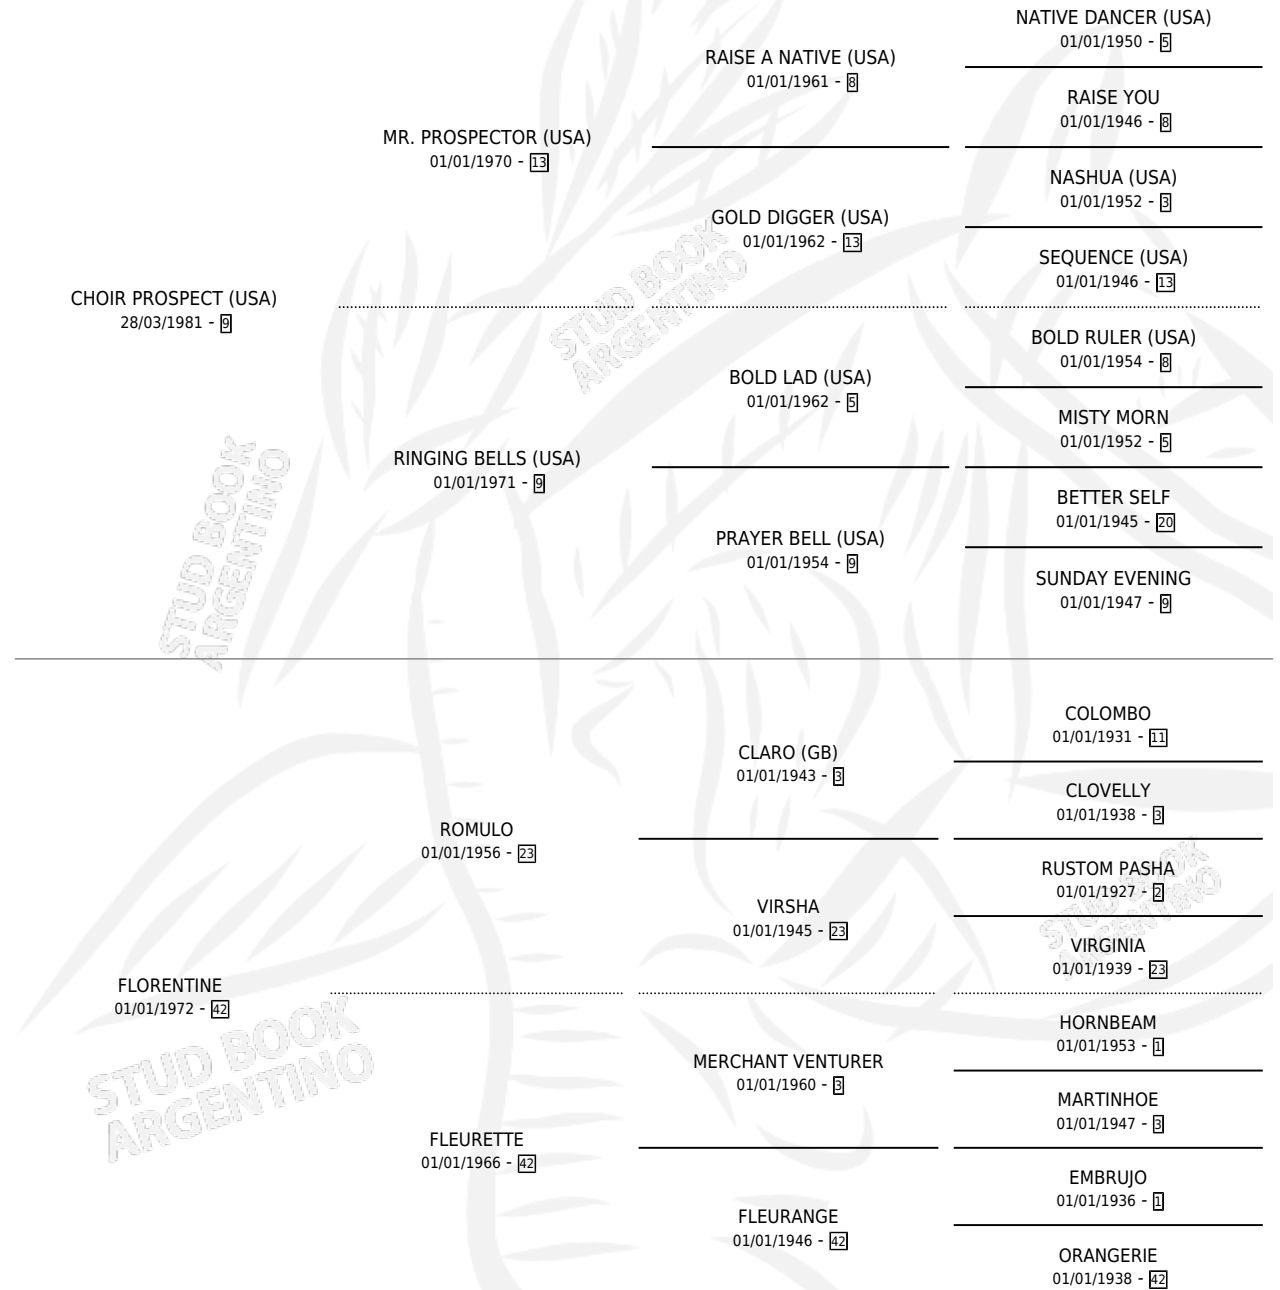 NATIVE DANCER (USA)
01/01/1950 - 5
RAISE A NATIVE (USA)
01/01/1961 - 8
RAISE YOU
01/01/1946 - 8
MR. PROSPECTOR (USA)
01/01/1970 - 13
NASHUA (USA)
01/01/1952 - 3
GOLD DIGGER (USA)
01/01/1962 - 13
SEQUENCE (USA)
01/01/1946 - 13
CHOIR PROSPECT (USA)
28/03/1981 - 9
STUD BOOK
ARGENTINO
BOLD RULER (USA)
01/01/1954 - 8
BOLD LAD (USA)
01/01/1962 - 5
MISTY MORN
01/01/1952 - 5
RINGING BELLS (USA)
01/01/1971 - 9
STUD BOOK
ARGENTINO
BETTER SELF
01/01/1945 - 20
PRAYER BELL (USA)
01/01/1954 - 9
SUNDAY EVENING
01/01/1947 - 9
COLOMBO
01/01/1931 - 11
CLARO (GB)
01/01/1943 - 3
CLOVELLY
01/01/1938 - 3
ROMULO
01/01/1956 - 23
STUD BOOK
ARGENTINO
RUSTOM PASHA
01/01/1927 - 2
VIRSHA
01/01/1945 - 23
VIRGINIA
01/01/1939 - 23
FLORENTINE
01/01/1972 - 42
STUD BOOK
ARGENTINO
HORNBEAM
01/01/1953 - 1
MERCHANT VENTURER
01/01/1960 - 3
MARTINHOE
01/01/1947 - 3
FLEURETTE
01/01/1966 - 42
EMBRUJO
01/01/1936 - 1
FLEURANGE
01/01/1946 - 42
ORANGERIE
01/01/1938 - 42